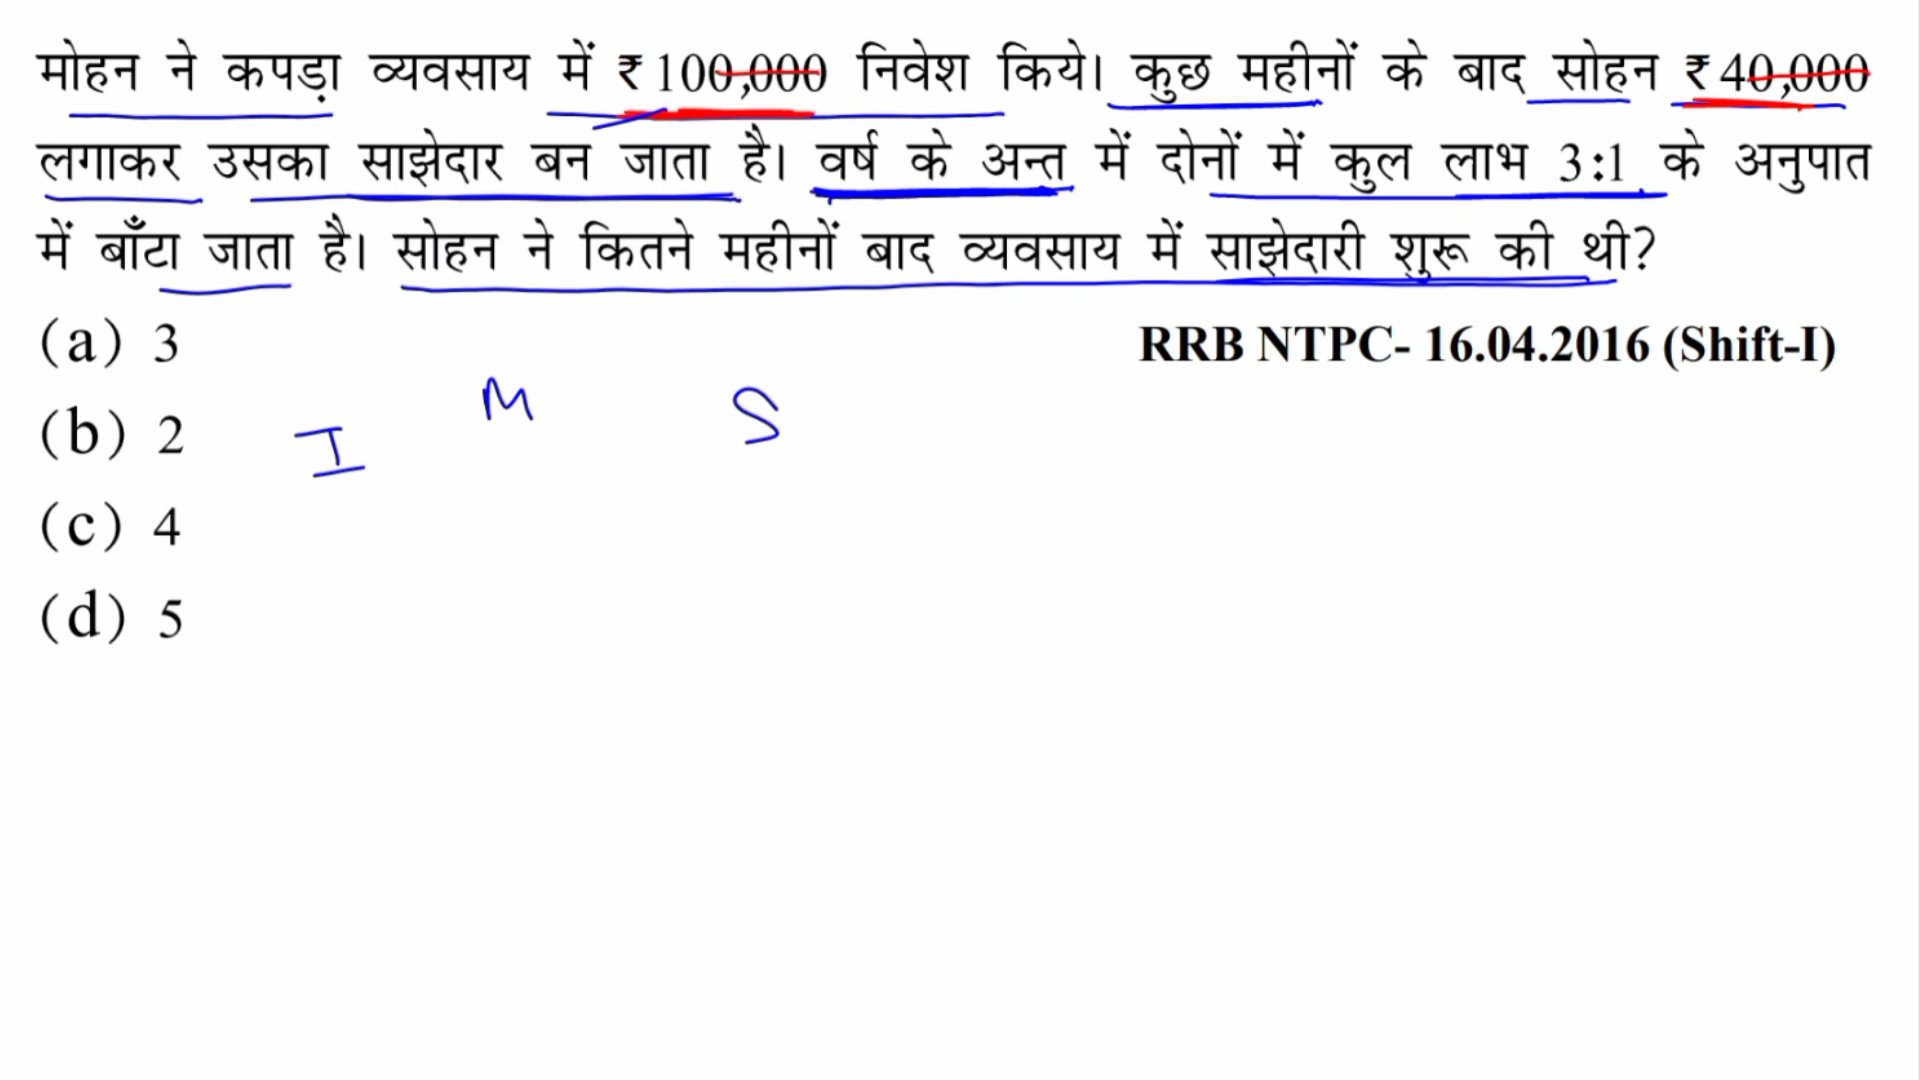 मोहन ने कपड़ा व्यवसाय में ₹100,000 निवेश किये। कुछ महीनों के बाद सोहन ₹40,000
लगाकर उसका साझेदार बन जाता है। वर्ष के अन्त में दोनों में कुल लाभ 3:1 के अनुपात
में बाँटा जाता है। सोहन ने कितने महीनों बाद व्यवसाय में साझेदारी शुरू की थी?
(a) 3
RRB NTPC- 16.04.2016 (Shift-I)
M S
(b) 2
I
(c) 4
(d) 5